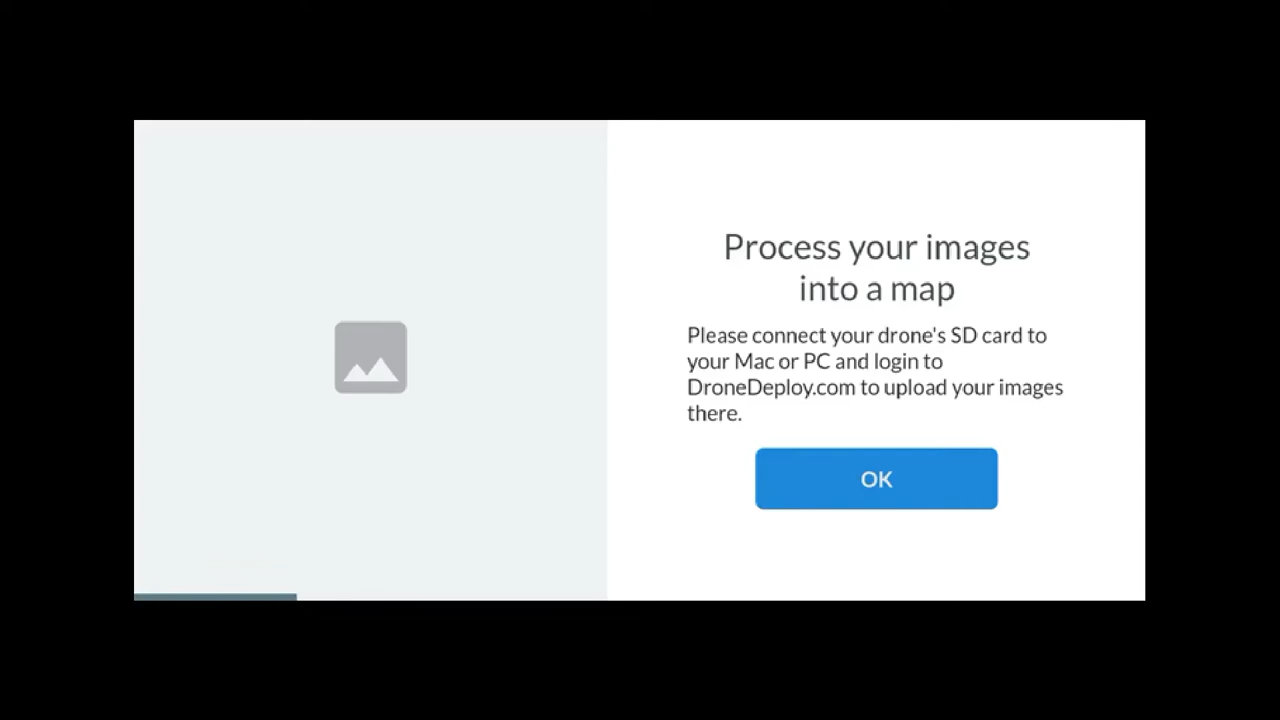 Process your images
into a map
Please connect your drone's SD card to
your Mac or PC and login to
DroneDeploy.com to upload your images
there.
OK